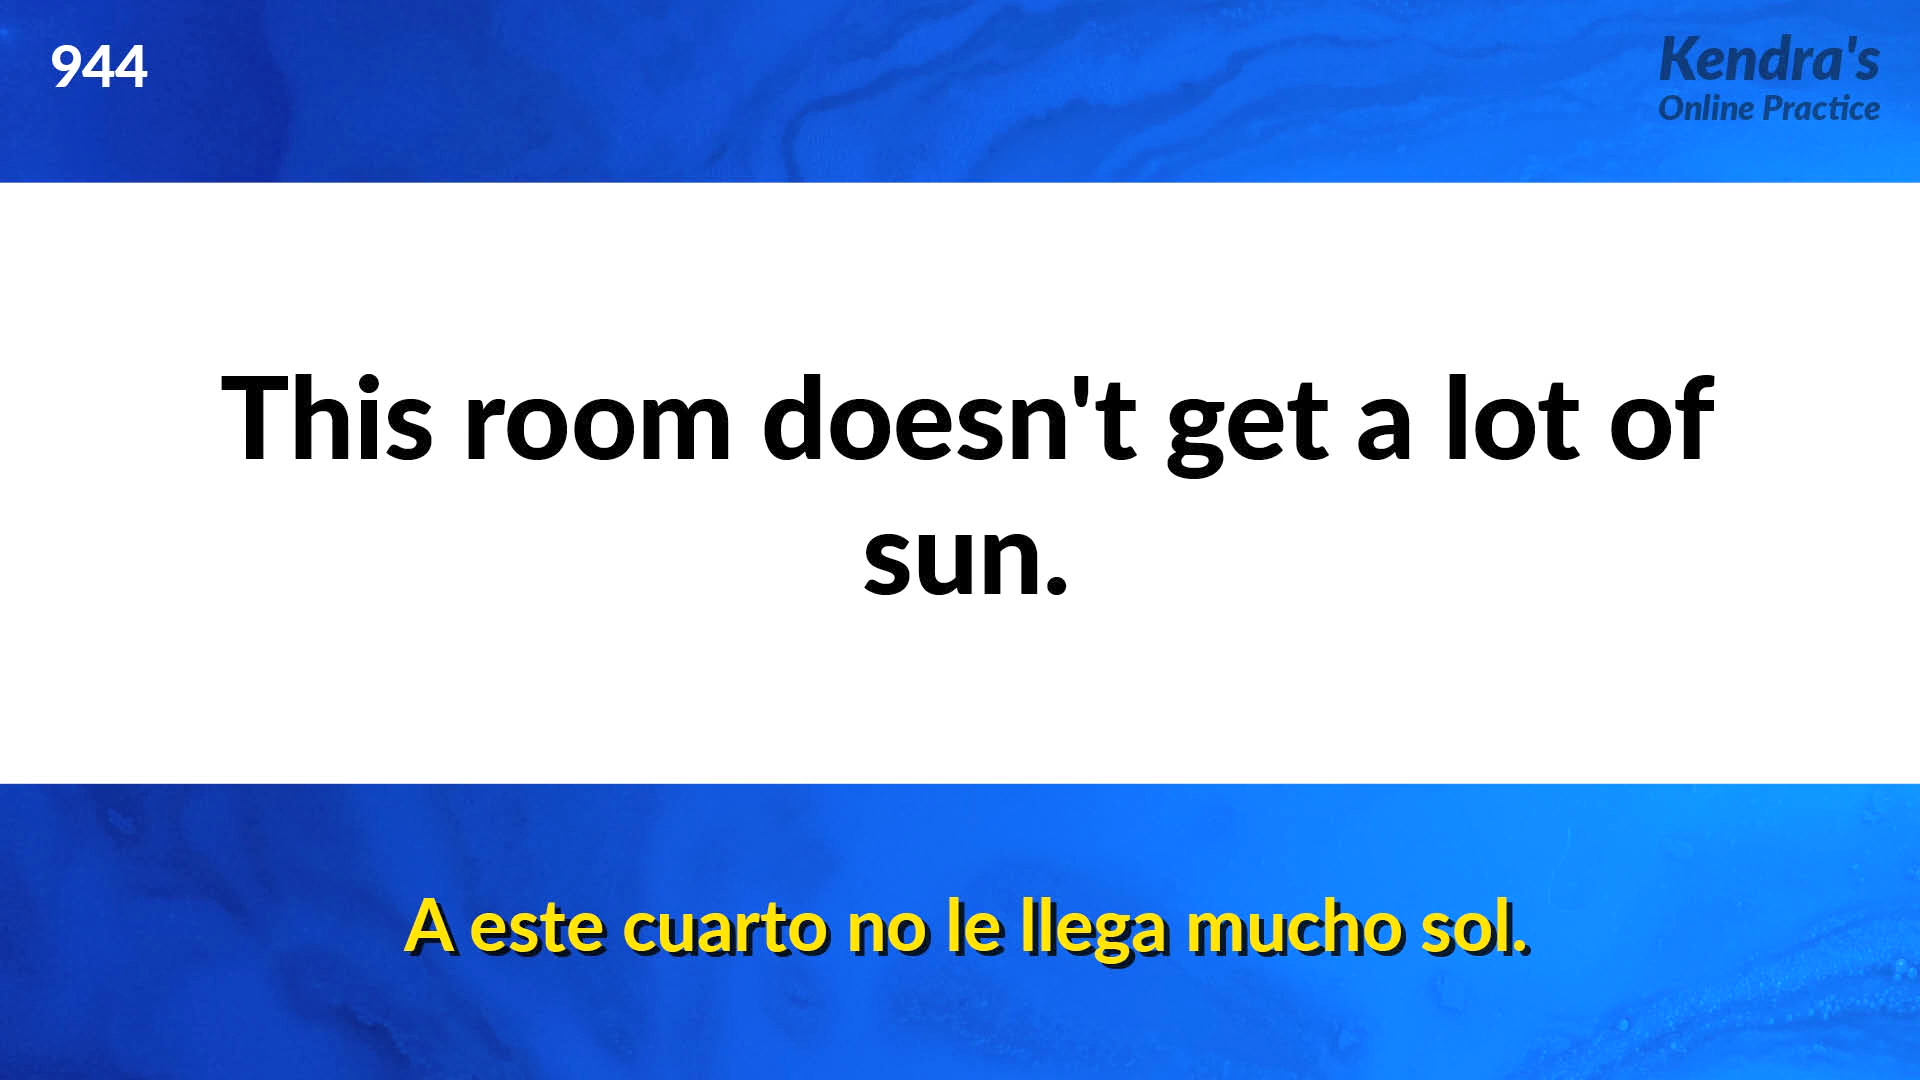 944
Kendra's
Online Practice
This room doesn't get a lot of
sun.
A este cuarto no le llega mucho sol.